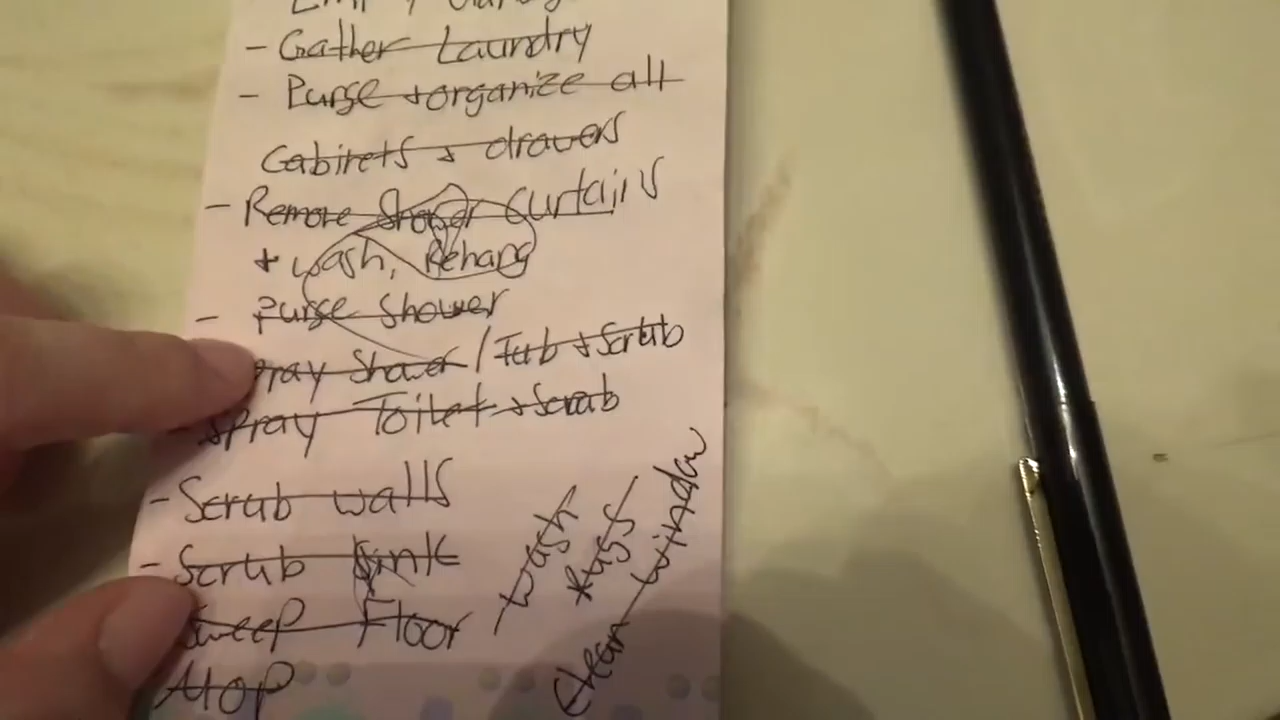 - Gather Laundry
- Purge + organize all
Cabinets & drawers
- Remove Shower Curtains
+ wash, Rehang
- Purge Shower
Spray Shower / Tub + Scrub
Spray Toilet + Scrub
- Scrub walls
- Scrub Sink
Sweep Floor
Mop
wash
Rugs
Clean window